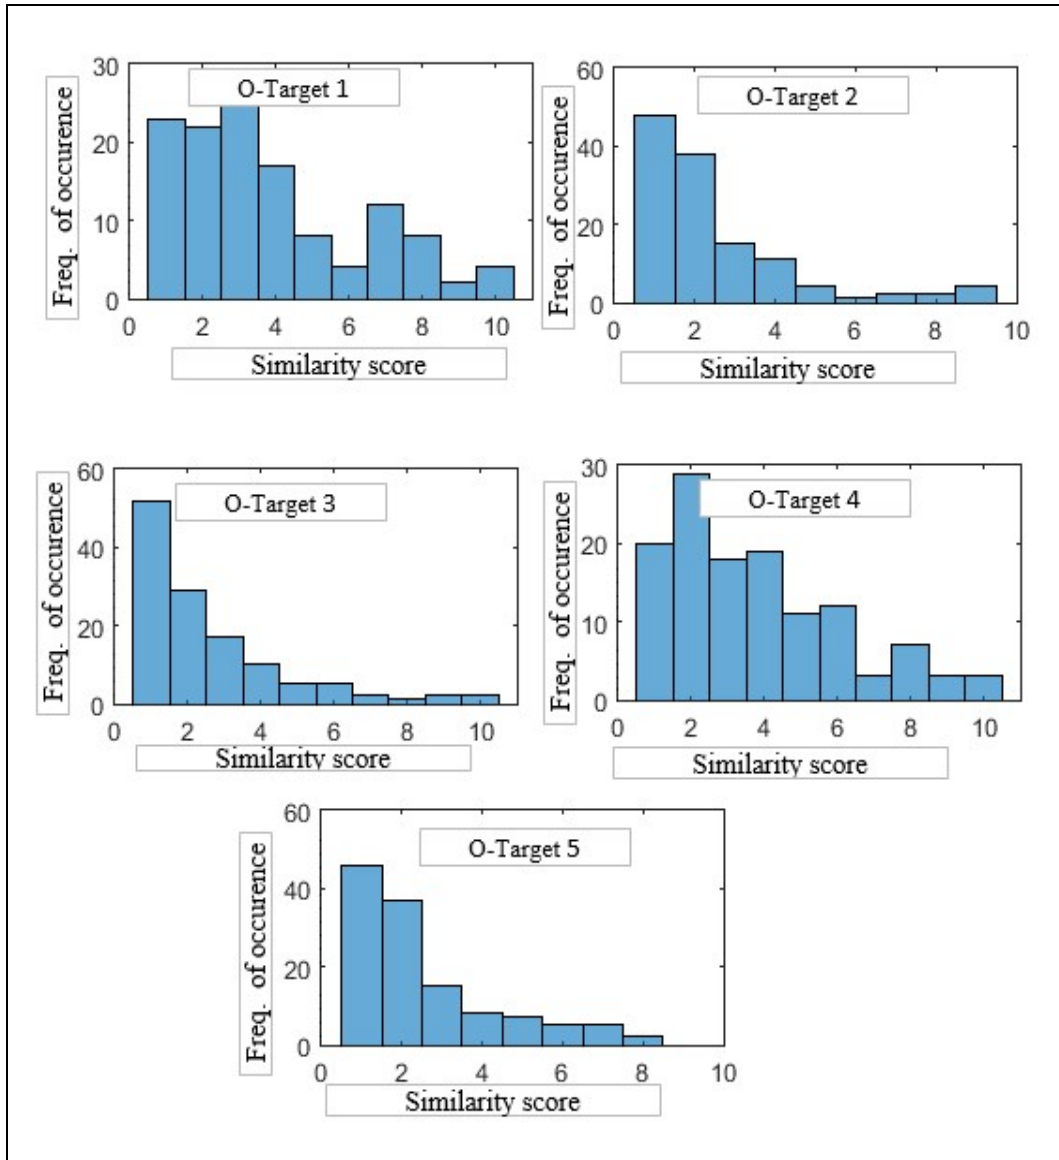 O-Target 1
Freq. of occurence
30
20
10
0
0 2 4 6 8 10
Similarity score
O-Target 2
Freq. of occurence
60
40
20
0
0 2 4 6 8 10
Similarity score
O-Target 3
Freq. of occurence
60
40
20
0
0 2 4 6 8 10
Similarity score
O-Target 4
Freq. of occurence
30
20
10
0
0 2 4 6 8 10
Similarity score
O-Target 5
Freq. of occurence
60
40
20
0
0 2 4 6 8 10
Similarity score